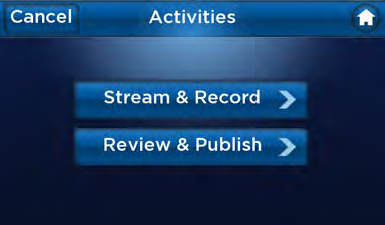 Cancel Activities
Stream & Record
Review & Publish